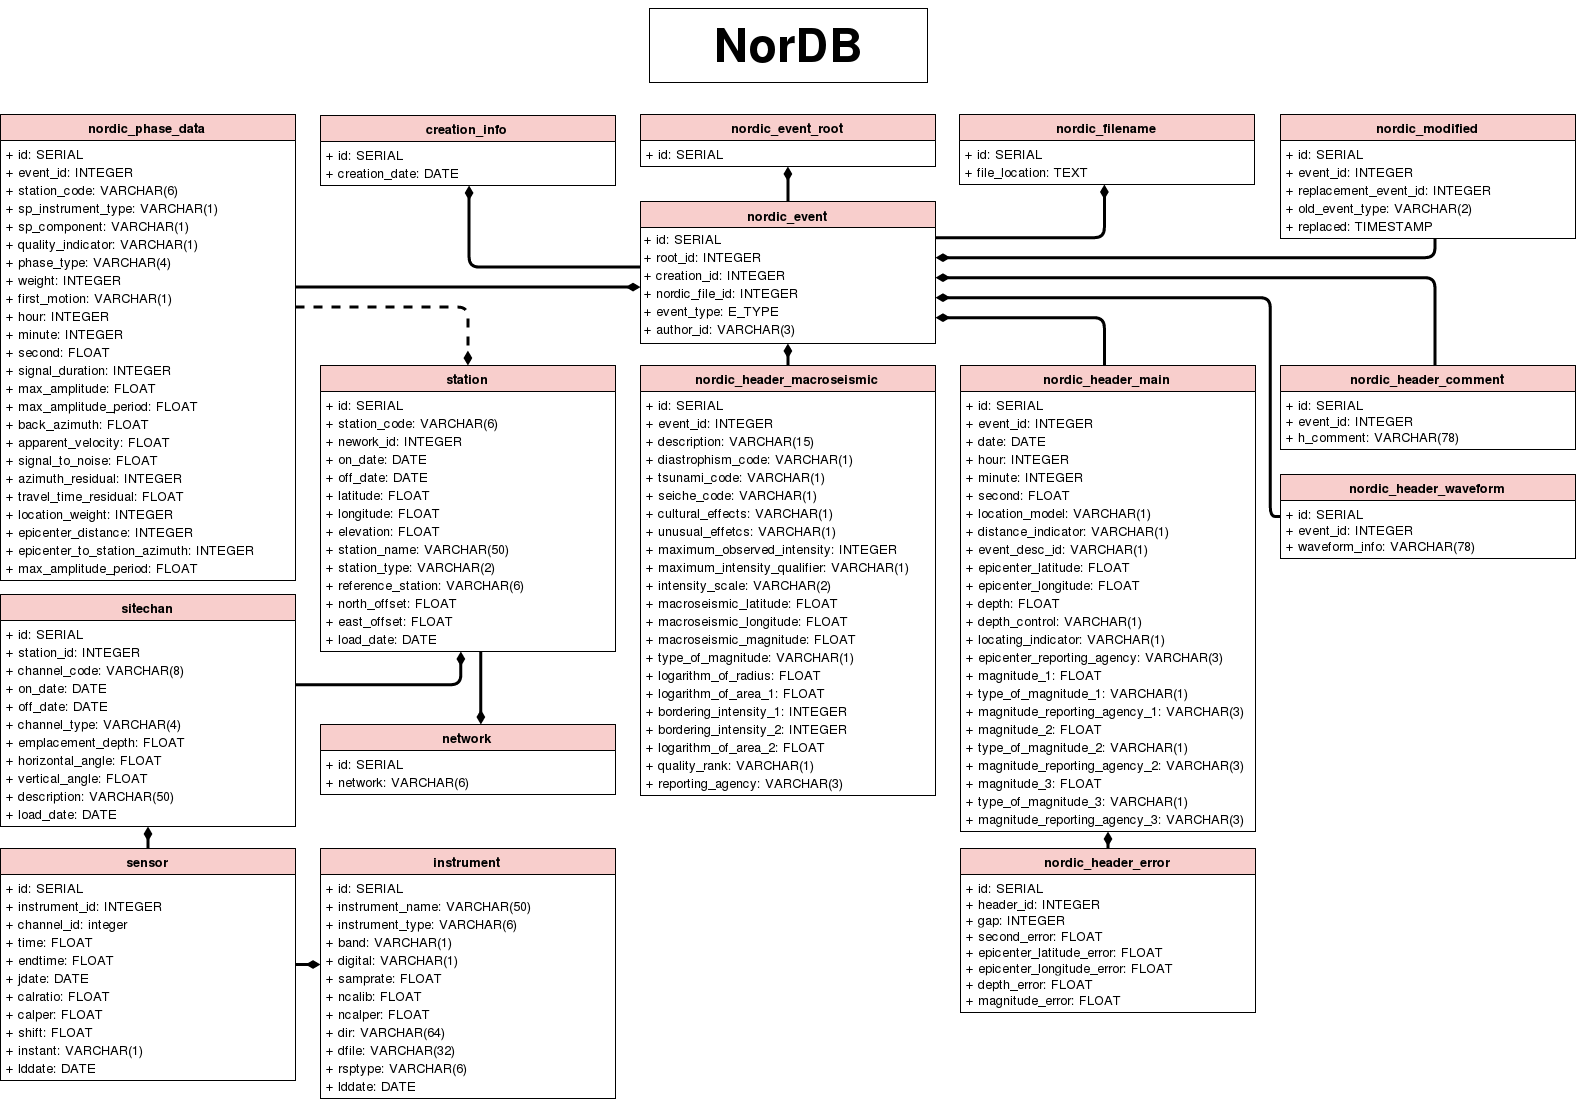 NorDB
nordic_phase_data
+ id: SERIAL
+ event_id: INTEGER
+ station_code: VARCHAR(6)
+ sp_instrument_type: VARCHAR(1)
+ sp_component: VARCHAR(1)
+ quality_indicator: VARCHAR(1)
+ phase_type: VARCHAR(4)
+ weight: INTEGER
+ first_motion: VARCHAR(1)
+ hour: INTEGER
+ minute: INTEGER
+ second: FLOAT
+ signal_duration: INTEGER
+ max_amplitude: FLOAT
+ max_amplitude_period: FLOAT
+ back_azimuth: FLOAT
+ apparent_velocity: FLOAT
+ signal_to_noise: FLOAT
+ azimuth_residual: INTEGER
+ travel_time_residual: FLOAT
+ location_weight: INTEGER
+ epicenter_distance: INTEGER
+ epicenter_to_station_azimuth: INTEGER
+ max_amplitude_period: FLOAT
creation_info
+ id: SERIAL
+ creation_date: DATE
nordic_event_root
+ id: SERIAL
nordic_filename
+ id: SERIAL
+ file_location: TEXT
nordic_modified
+ id: SERIAL
+ event_id: INTEGER
+ replacement_event_id: INTEGER
+ old_event_type: VARCHAR(2)
+ replaced: TIMESTAMP
nordic_event
+ id: SERIAL
+ root_id: INTEGER
+ creation_id: INTEGER
+ nordic_file_id: INTEGER
+ event_type: E_TYPE
+ author_id: VARCHAR(3)
station
+ id: SERIAL
+ station_code: VARCHAR(6)
+ nework_id: INTEGER
+ on_date: DATE
+ off_date: DATE
+ latitude: FLOAT
+ longitude: FLOAT
+ elevation: FLOAT
+ station_name: VARCHAR(50)
+ station_type: VARCHAR(2)
+ reference_station: VARCHAR(6)
+ north_offset: FLOAT
+ east_offset: FLOAT
+ load_date: DATE
nordic_header_macroseismic
+ id: SERIAL
+ event_id: INTEGER
+ description: VARCHAR(15)
+ diastrophism_code: VARCHAR(1)
+ tsunami_code: VARCHAR(1)
+ seiche_code: VARCHAR(1)
+ cultural_effects: VARCHAR(1)
+ unusual_effetcs: VARCHAR(1)
+ maximum_observed_intensity: INTEGER
+ maximum_intensity_qualifier: VARCHAR(1)
+ intensity_scale: VARCHAR(2)
+ macroseismic_latitude: FLOAT
+ macroseismic_longitude: FLOAT
+ macroseismic_magnitude: FLOAT
+ type_of_magnitude: VARCHAR(1)
+ logarithm_of_radius: FLOAT
+ logarithm_of_area_1: FLOAT
+ bordering_intensity_1: INTEGER
+ bordering_intensity_2: INTEGER
+ logarithm_of_area_2: FLOAT
+ quality_rank: VARCHAR(1)
+ reporting_agency: VARCHAR(3)
nordic_header_main
+ id: SERIAL
+ event_id: INTEGER
+ date: DATE
+ hour: INTEGER
+ minute: INTEGER
+ second: FLOAT
+ location_model: VARCHAR(1)
+ distance_indicator: VARCHAR(1)
+ event_desc_id: VARCHAR(1)
+ epicenter_latitude: FLOAT
+ epicenter_longitude: FLOAT
+ depth: FLOAT
+ depth_control: VARCHAR(1)
+ locating_indicator: VARCHAR(1)
+ epicenter_reporting_agency: VARCHAR(3)
+ magnitude_1: FLOAT
+ type_of_magnitude_1: VARCHAR(1)
+ magnitude_reporting_agency_1: VARCHAR(3)
+ magnitude_2: FLOAT
+ type_of_magnitude_2: VARCHAR(1)
+ magnitude_reporting_agency_2: VARCHAR(3)
+ magnitude_3: FLOAT
+ type_of_magnitude_3: VARCHAR(1)
+ magnitude_reporting_agency_3: VARCHAR(3)
nordic_header_comment
+ id: SERIAL
+ event_id: INTEGER
+ h_comment: VARCHAR(78)
nordic_header_waveform
+ id: SERIAL
+ event_id: INTEGER
+ waveform_info: VARCHAR(78)
sitechan
+ id: SERIAL
+ station_id: INTEGER
+ channel_code: VARCHAR(8)
+ on_date: DATE
+ off_date: DATE
+ channel_type: VARCHAR(4)
+ emplacement_depth: FLOAT
+ horizontal_angle: FLOAT
+ vertical_angle: FLOAT
+ description: VARCHAR(50)
+ load_date: DATE
network
+ id: SERIAL
+ network: VARCHAR(6)
sensor
+ id: SERIAL
+ instrument_id: INTEGER
+ channel_id: integer
+ time: FLOAT
+ endtime: FLOAT
+ jdate: DATE
+ calratio: FLOAT
+ calper: FLOAT
+ shift: FLOAT
+ instant: VARCHAR(1)
+ lddate: DATE
instrument
+ id: SERIAL
+ instrument_name: VARCHAR(50)
+ instrument_type: VARCHAR(6)
+ band: VARCHAR(1)
+ digital: VARCHAR(1)
+ samprate: FLOAT
+ ncalib: FLOAT
+ ncalper: FLOAT
+ dir: VARCHAR(64)
+ dfile: VARCHAR(32)
+ rsptype: VARCHAR(6)
+ lddate: DATE
nordic_header_error
+ id: SERIAL
+ header_id: INTEGER
+ gap: INTEGER
+ second_error: FLOAT
+ epicenter_latitude_error: FLOAT
+ epicenter_longitude_error: FLOAT
+ depth_error: FLOAT
+ magnitude_error: FLOAT